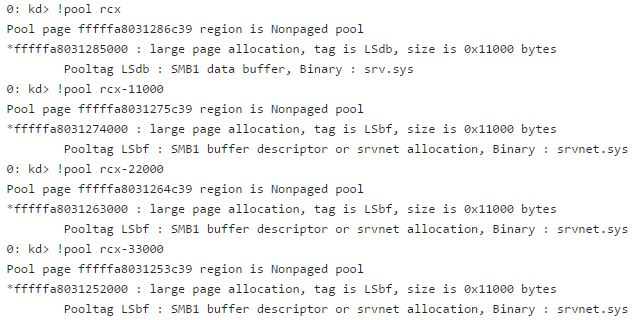 0: kd> !pool rcx
Pool page fffffa8031286c39 region is Nonpaged pool
*fffffa8031285000 : large page allocation, tag is LSdb, size is 0x11000 bytes
Pooltag LSdb : SMB1 data buffer, Binary : srv.sys
0: kd> !pool rcx-11000
Pool page fffffa8031275c39 region is Nonpaged pool
*fffffa8031274000 : large page allocation, tag is LSbf, size is 0x11000 bytes
Pooltag LSbf : SMB1 buffer descriptor or srvnet allocation, Binary : srvnet.sys
0: kd> !pool rcx-22000
Pool page fffffa8031264c39 region is Nonpaged pool
*fffffa8031263000 : large page allocation, tag is LSbf, size is 0x11000 bytes
Pooltag LSbf : SMB1 buffer descriptor or srvnet allocation, Binary : srvnet.sys
0: kd> !pool rcx-33000
Pool page fffffa8031253c39 region is Nonpaged pool
*fffffa8031252000 : large page allocation, tag is LSbf, size is 0x11000 bytes
Pooltag LSbf : SMB1 buffer descriptor or srvnet allocation, Binary : srvnet.sys